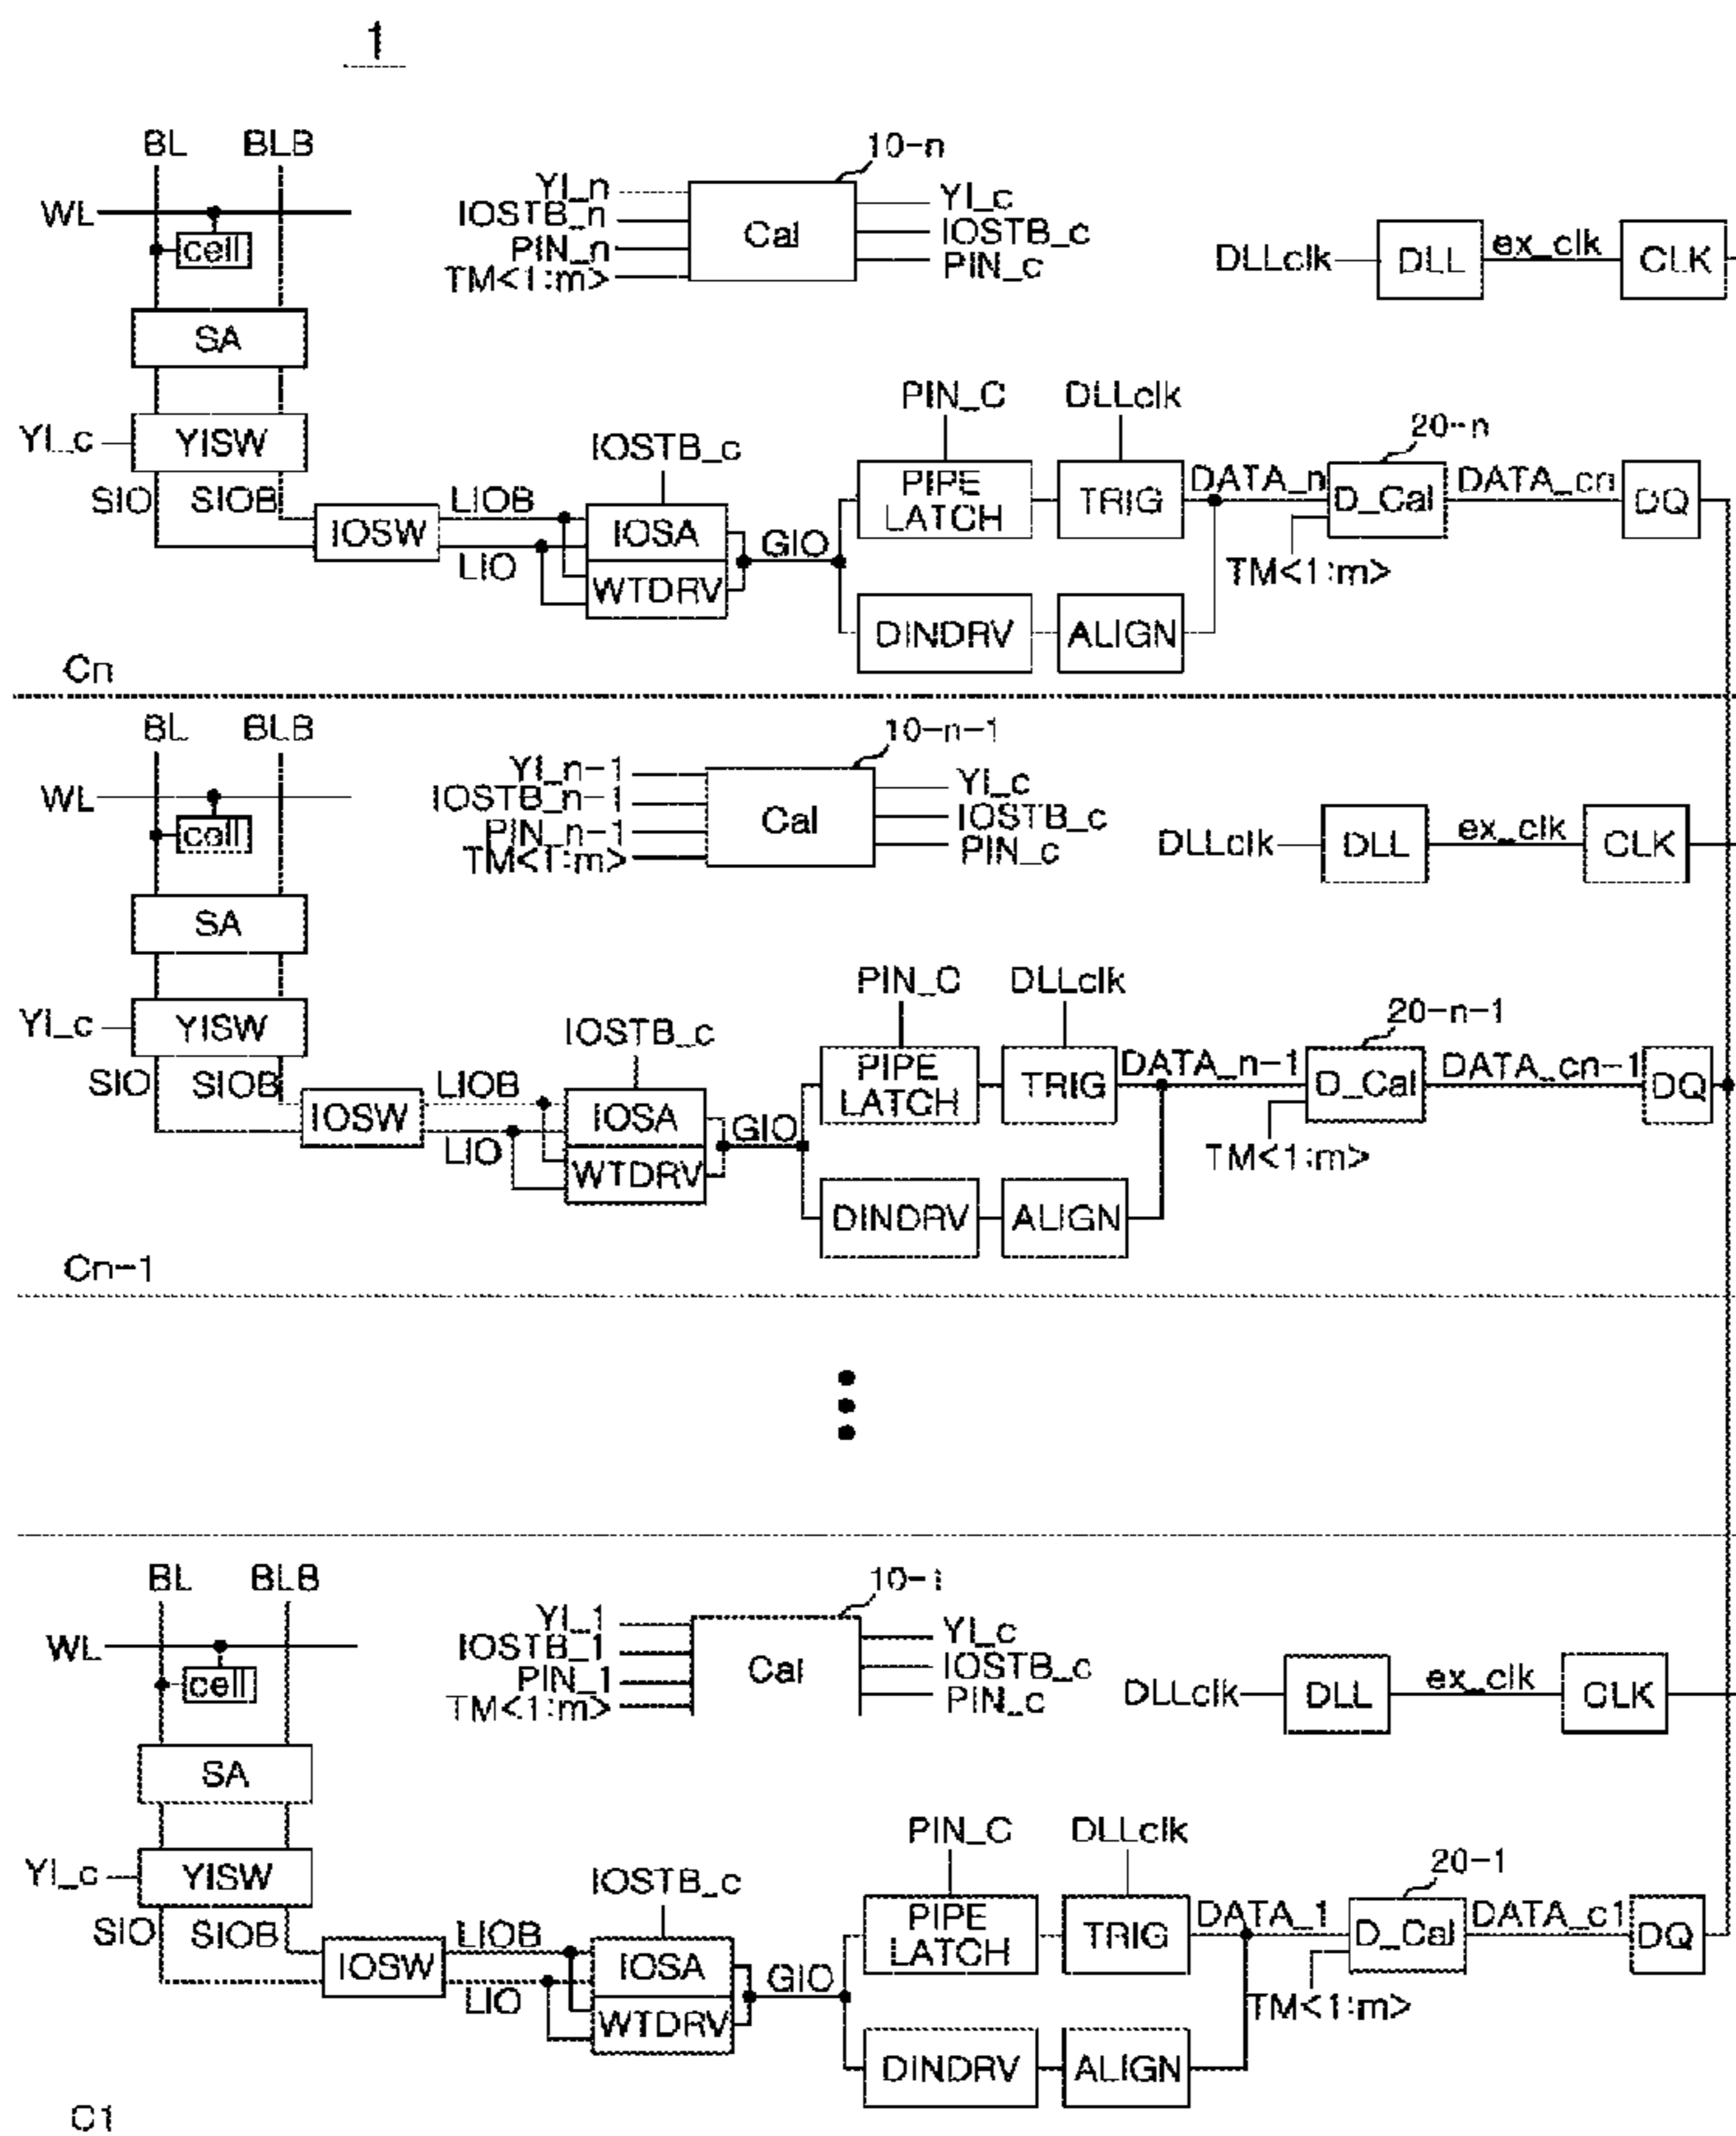 1
BL BLB
10-n
WL
cell
YI_n
IOSTB_n
PIN_n
TM<1:m>
Cal
YI_c
IOSTB_c
PIN_c
DLLclk DLL ex_clk CLK
SA
YI_c YISW
SIO SIOB
IOSW
LIOB
LIO
IOSTB_c
IOSA
WTDRV
GIO
PIN_C
PIPE
LATCH
DLLclk
TRIG
DATA_n
20-n
D_Cal
TM<1:m>
DATA_cn
DQ
DINDRV ALIGN
Cn
BL BLB
10-n-1
WL
cell
YI_n-1
IOSTB_n-1
PIN_n-1
TM<1:m>
Cal
YI_c
IOSTB_c
PIN_c
DLLclk DLL ex_clk CLK
SA
YI_c YISW
SIO SIOB
IOSW
LIOB
LIO
IOSTB_c
IOSA
WTDRV
GIO
PIN_C
PIPE
LATCH
DLLclk
TRIG
DATA_n-1
20-n-1
D_Cal
TM<1:m>
DATA_cn-1
DQ
DINDRV ALIGN
Cn-1
BL BLB
10-1
WL
cell
YI_1
IOSTB_1
PIN_1
TM<1:m>
Cal
YI_c
IOSTB_c
PIN_c
DLLclk DLL ex_clk CLK
SA
YI_c YISW
SIO SIOB
IOSW
LIOB
LIO
IOSTB_c
IOSA
WTDRV
GIO
PIN_C
PIPE
LATCH
DLLclk
TRIG
DATA_1
20-1
D_Cal
TM<1:m>
DATA_c1
DQ
DINDRV ALIGN
C1